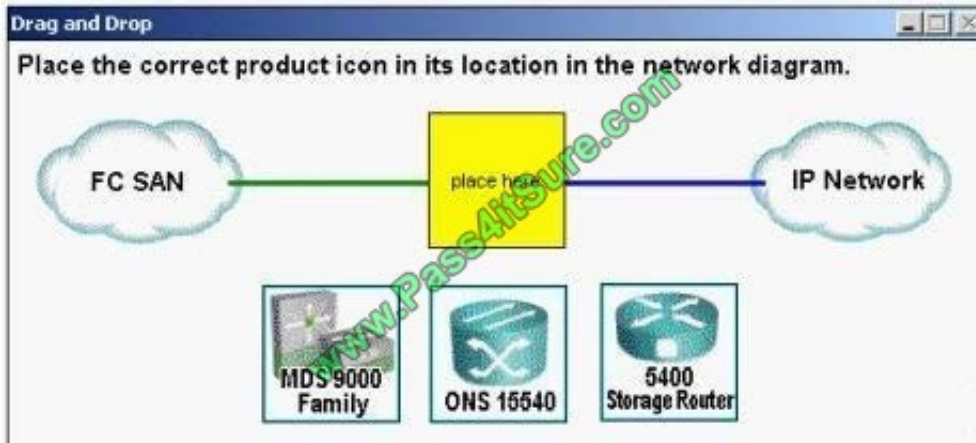 Drag and Drop
Place the correct product icon in its location in the network diagram.
FC SAN
place here
IP Network
www.Pass4itSure.com
MDS 9000
Family
ONS 15540
5400
Storage Router